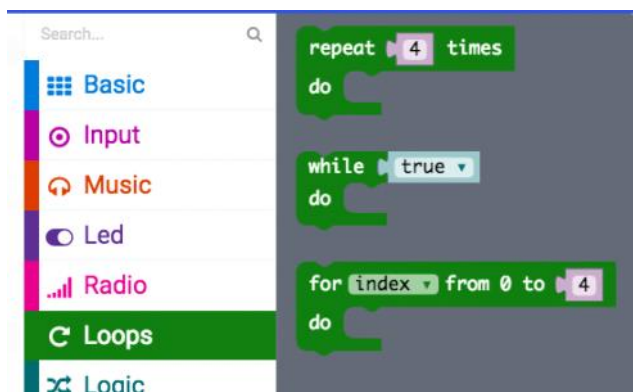 Search...
Basic
Input
Music
Led
Radio
Loops
Logic
repeat 4 times
do
while true
do
for index from 0 to 4
do